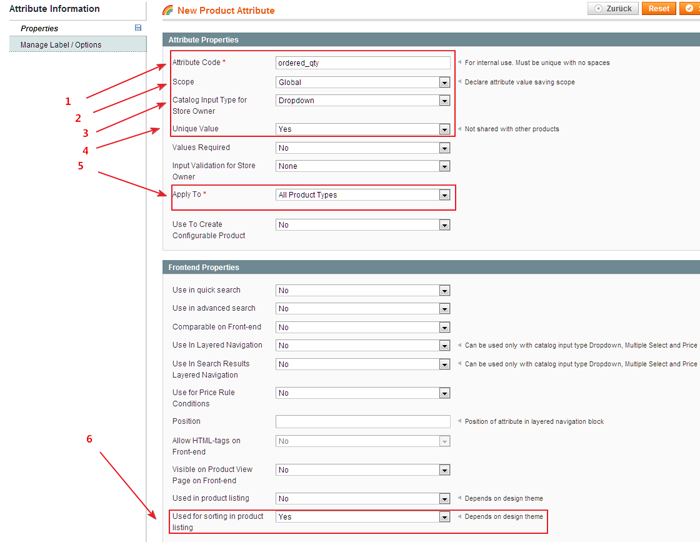 Attribute Information
Properties
Manage Label / Options
New Product Attribute
Zurück
Reset
Attribute Properties
Attribute Code * ordered_qty For internal use. Must be unique with no spaces
Scope Global Declare attribute value saving scope
Catalog Input Type for Dropdown
Store Owner
Unique Value Yes Not shared with other products
Values Required No
Input Validation for Store None
Owner
Apply To * All Product Types
Use To Create No
Configurable Product
Frontend Properties
Use in quick search No
Use in advanced search No
Comparable on Front-end No
Use In Layered Navigation No Can be used only with catalog input type Dropdown, Multiple Select and Price
Use In Search Results No Can be used only with catalog input type Dropdown, Multiple Select and Price
Layered Navigation
Use for Price Rule No
Conditions
Position Position of attribute in layered navigation block
Allow HTML-tags on No
Front-end
Visible on Product View No
Page on Front-end
Used in product listing No Depends on design theme
Used for sorting in product Yes Depends on design theme
listing
1
2
3
4
5
6